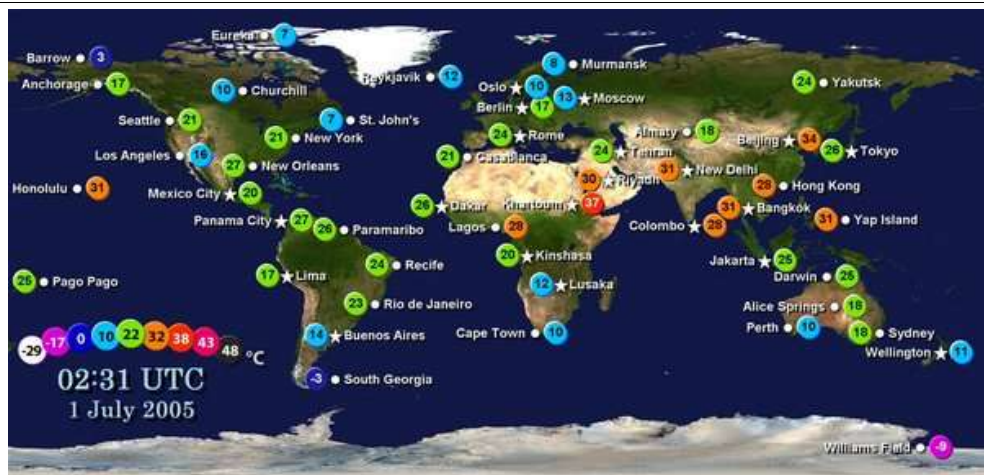 Eureka 7
Barrow 3
Anchorage 17
10 Churchill
Reykjavik 12
8 Murmansk
Oslo 10
13 Moscow
Berlin 17
24 Yakutsk
Seattle 21
7 St. John's
21 New York
24 Rome
Almaty 18
Beijing 34
26 Tokyo
Los Angeles 16
27 New Orleans
21 Casablanca
24 Tehran
31 New Delhi
Honolulu 31
Mexico City 20
30 Riyadh
28 Hong Kong
26 Dakar
Khartoum 37
31 Bangkok
Panama City 27
26 Paramaribo
Lagos 28
Colombo 28
31 Yap Island
20 Kinshasa
Jakarta 25
24 Recife
17 Lima
Darwin 25
25 Pago Pago
12 Lusaka
23 Rio de Janeiro
Alice Springs 18
14 Buenos Aires
Cape Town 10
Perth 10
18 Sydney
Wellington 11
-29 -17 0 10 22 32 38 43 48 °C
02:31 UTC
1 July 2005
-3 South Georgia
Williams Field -9